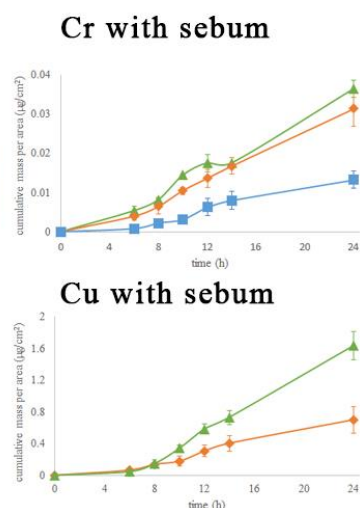 Cr with sebum
cumulative mass per area (µg/cm²)
0.04
0.03
0.02
0.01
0
0 4 8 12 16 20 24
time (h)
Cu with sebum
cumulative mass per area (µg/cm²)
2
1.6
1.2
0.8
0.4
0
0 4 8 12 16 20 24
time (h)